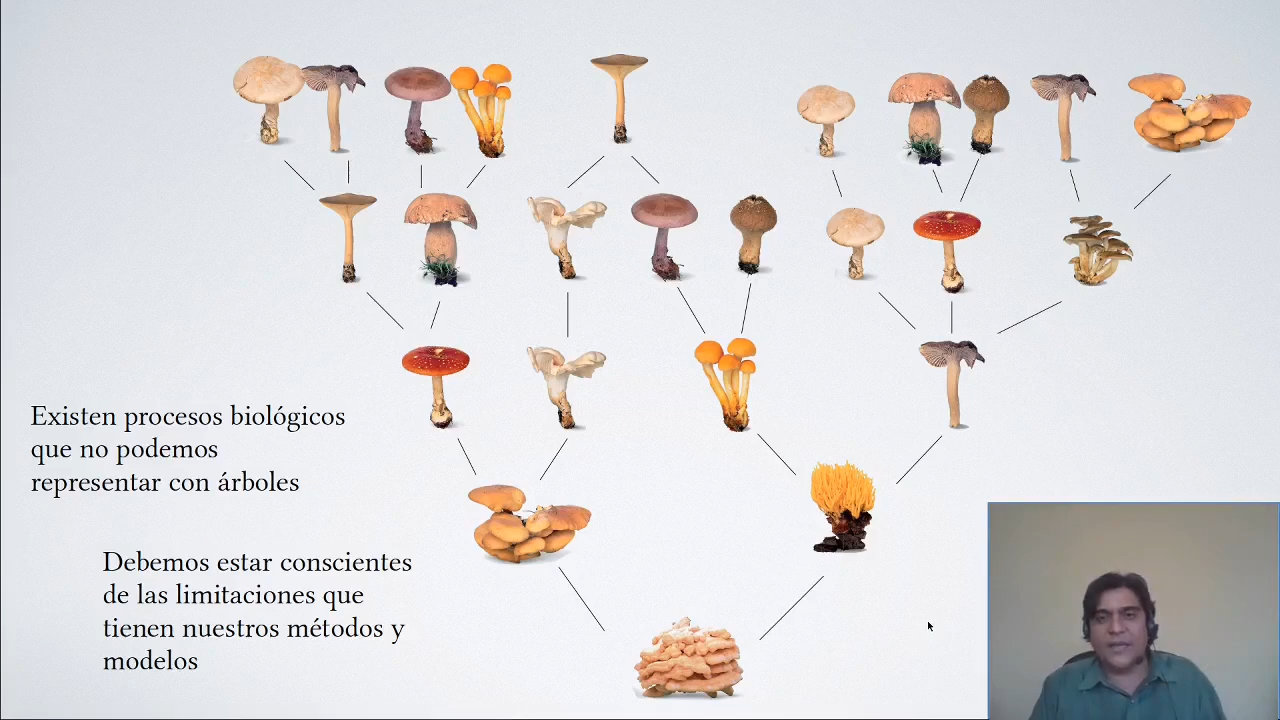 Existen procesos biológicos
que no podemos
representar con árboles
Debemos estar conscientes
de las limitaciones que
tienen nuestros métodos y
modelos